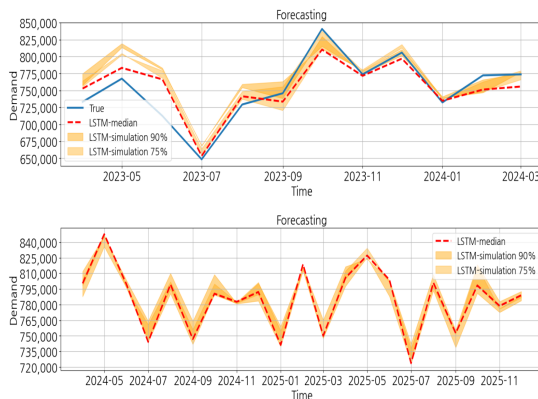 Forecasting
850,000
825,000
800,000
775,000
750,000
725,000
700,000
675,000
650,000
Demand
True
LSTM-median
LSTM-simulation 90%
LSTM-simulation 75%
2023-05 2023-07 2023-09 2023-11 2024-01 2024-03
Time
Forecasting
840,000
825,000
810,000
795,000
780,000
765,000
750,000
735,000
720,000
Demand
LSTM-median
LSTM-simulation 90%
LSTM-simulation 75%
2024-05 2024-07 2024-09 2024-11 2025-01 2025-03 2025-05 2025-07 2025-09 2025-11
Time